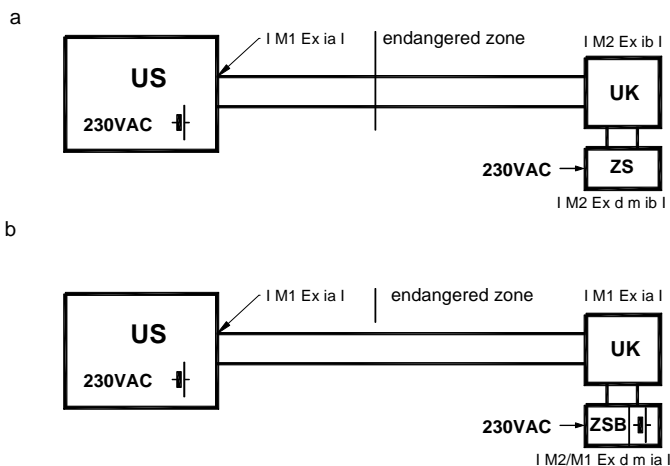 a
I M1 Ex ia I
endangered zone
I M2 Ex ib I
US
UK
230VAC
230VAC
ZS
I M2 Ex d m ib I
b
I M1 Ex ia I
endangered zone
I M1 Ex ia I
US
UK
230VAC
230VAC
ZSB
I M2/M1 Ex d m ia I